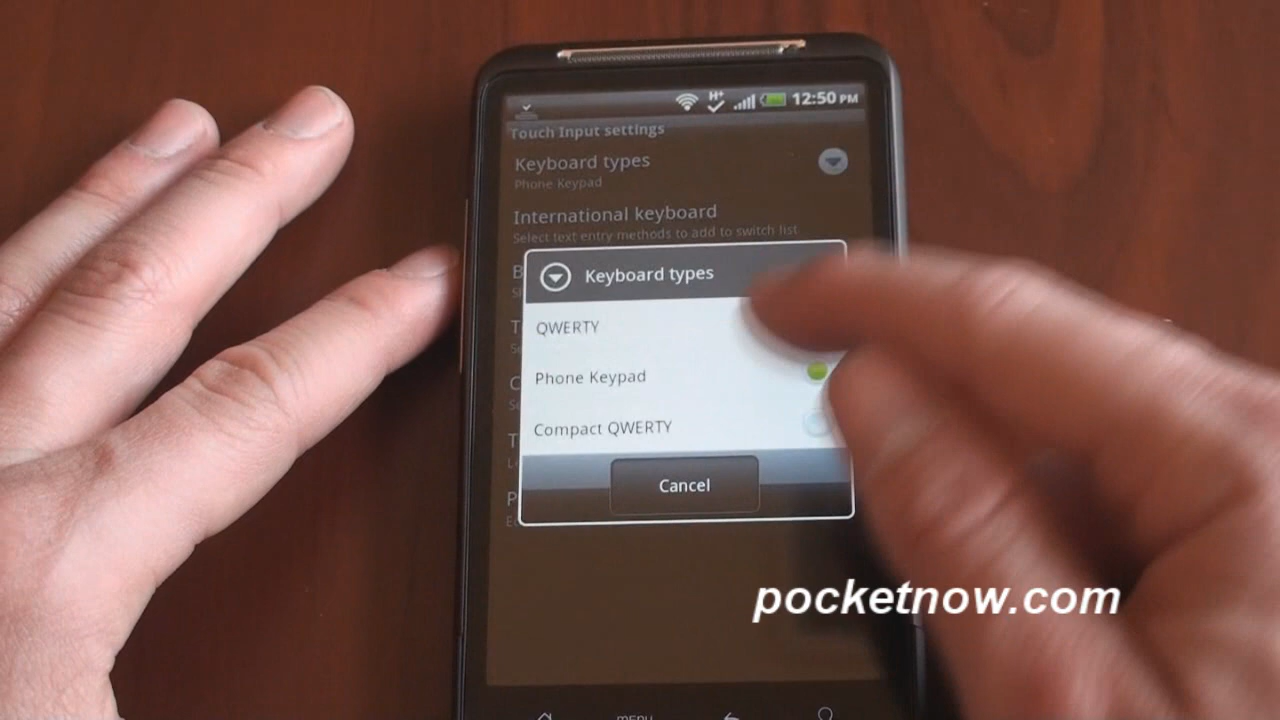 H+ 12:50 PM
Touch Input settings
Keyboard types
Phone Keypad
International keyboard
Select text entry methods to add to switch list
Keyboard types
QWERTY
Phone Keypad
Compact QWERTY
Cancel
pocketnow.com
menu